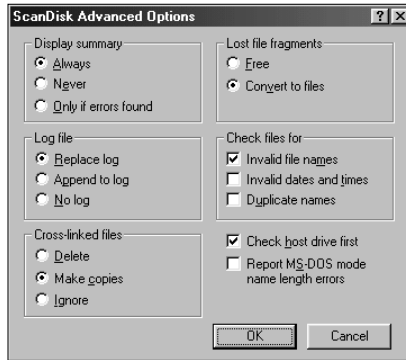 ScanDisk Advanced Options
Display summary
Always
Never
Only if errors found
Log file
Replace log
Append to log
No log
Cross-linked files
Delete
Make copies
Ignore
Lost file fragments
Free
Convert to files
Check files for
Invalid file names
Invalid dates and times
Duplicate names
Check host drive first
Report MS-DOS mode
name length errors
OK
Cancel